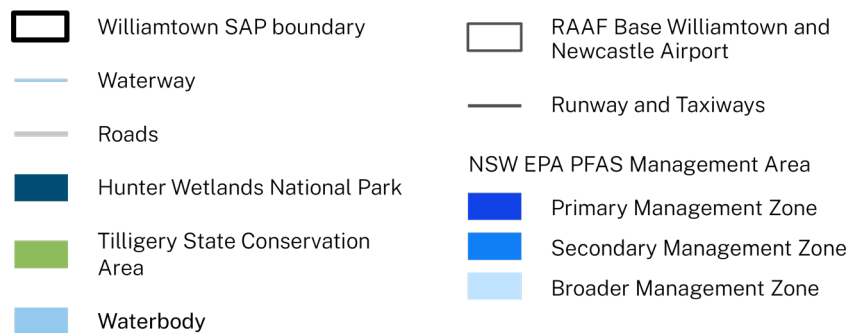 Williamtown SAP boundary
Waterway
Roads
Hunter Wetlands National Park
Tilligery State Conservation
Area
Waterbody
RAAF Base Williamtown and
Newcastle Airport
Runway and Taxiways
NSW EPA PFAS Management Area
Primary Management Zone
Secondary Management Zone
Broader Management Zone